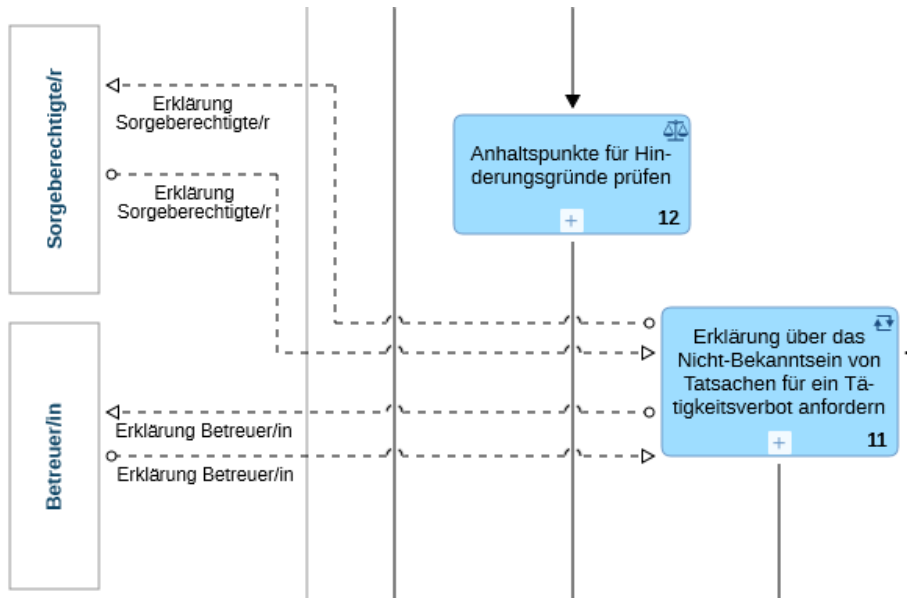 Sorgeberechtigte/r
Erklärung
Sorgeberechtigte/r
Erklärung
Sorgeberechtigte/r
Anhaltspunkte für Hin-
derungsgründe prüfen
12
Betreuer/in
Erklärung Betreuer/in
Erklärung Betreuer/in
Erklärung über das
Nicht-Bekanntsein von
Tatsachen für ein Tä-
tigkeitsverbot anfordern
11